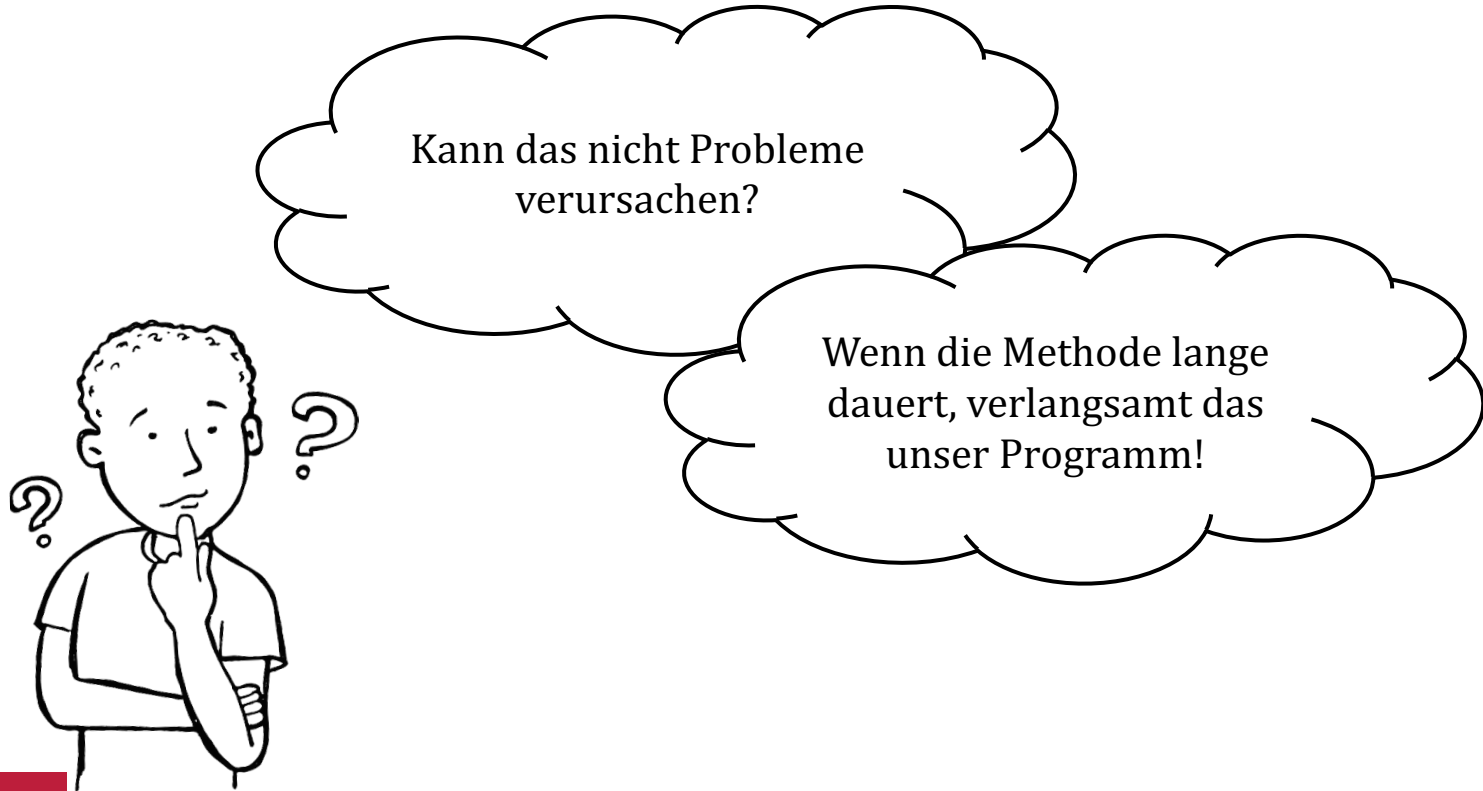 Kann das nicht Probleme
verursachen?
Wenn die Methode lange
dauert, verlangsamt das
unser Programm!
? ?